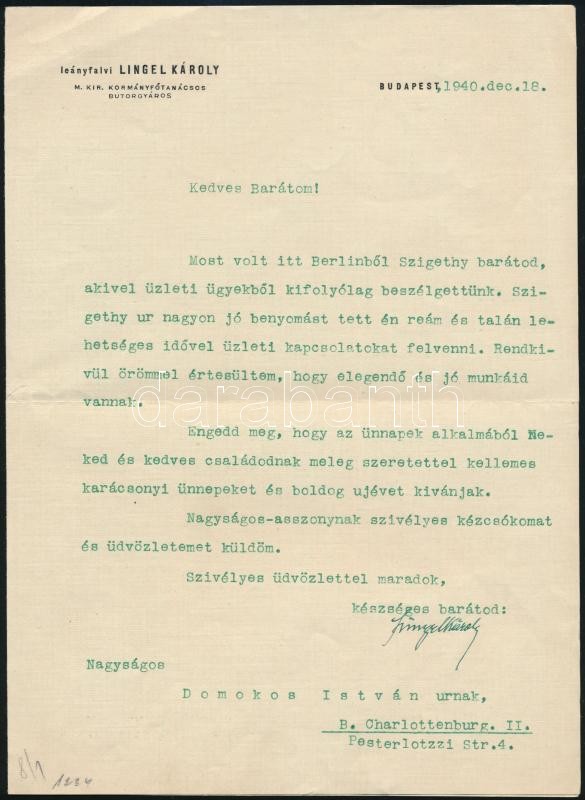 leányfalvi LINGEL KÁROLY
M. KIR. KORMÁNYFŐTANÁCSOS
BUTORGYÁROS
BUDAPEST,1940.dec.18.
Kedves Barátom!
Most volt itt Berlinből Szigethy barátod,
akivel üzleti ügyekből kifolyólag beszélgettünk. Szi-
gethy ur nagyon jó benyomást tett én reám és talán le-
hetséges idővel üzleti kapcsolatokat felvenni. Rendki-
vül örömmel értesültem, hogy elegendő és jó munkáid
vannak.
darabanth
Engedd meg, hogy az ünnapek alkalmából Ne-
ked és kedves családodnak meleg szeretettel kellemes
karácsonyi ünnepeket és boldog ujévet kivánjak.
Nagyságos-asszonynak szivélyes kézcsókomat
és üdvözletemet küldöm.
Szivélyes üdvözlettel maradok,
készséges barátod:
Lingel Károly
Nagyságos
Domokos István urnak,
B. Charlottenburg. II.
Pesterlotzzi Str.4.
8/1
1224